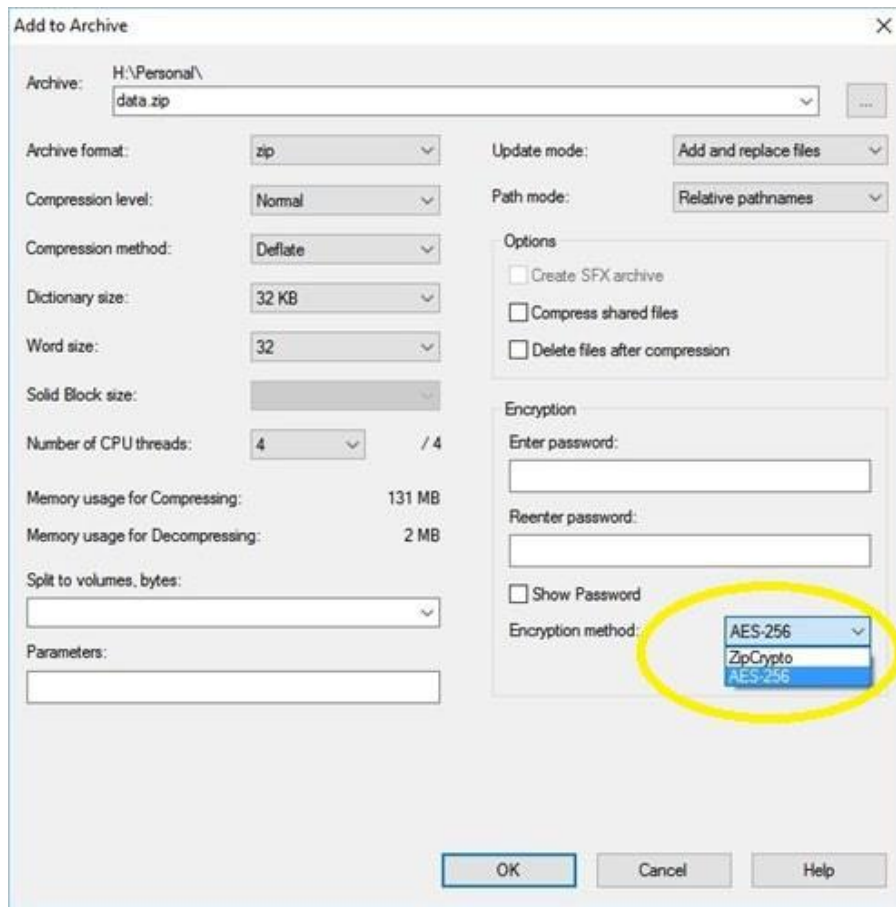 Add to Archive
Archive:
H:\Personal\
data.zip
...
Archive format:
zip
Compression level:
Normal
Compression method:
Deflate
Dictionary size:
32 KB
Word size:
32
Solid Block size:
Number of CPU threads:
4
/ 4
Memory usage for Compressing:
131 MB
Memory usage for Decompressing:
2 MB
Split to volumes, bytes:
Parameters:
Update mode:
Add and replace files
Path mode:
Relative pathnames
Options
Create SFX archive
Compress shared files
Delete files after compression
Encryption
Enter password:
Reenter password:
Show Password
Encryption method:
AES-256
ZipCrypto
AES-256
OK
Cancel
Help